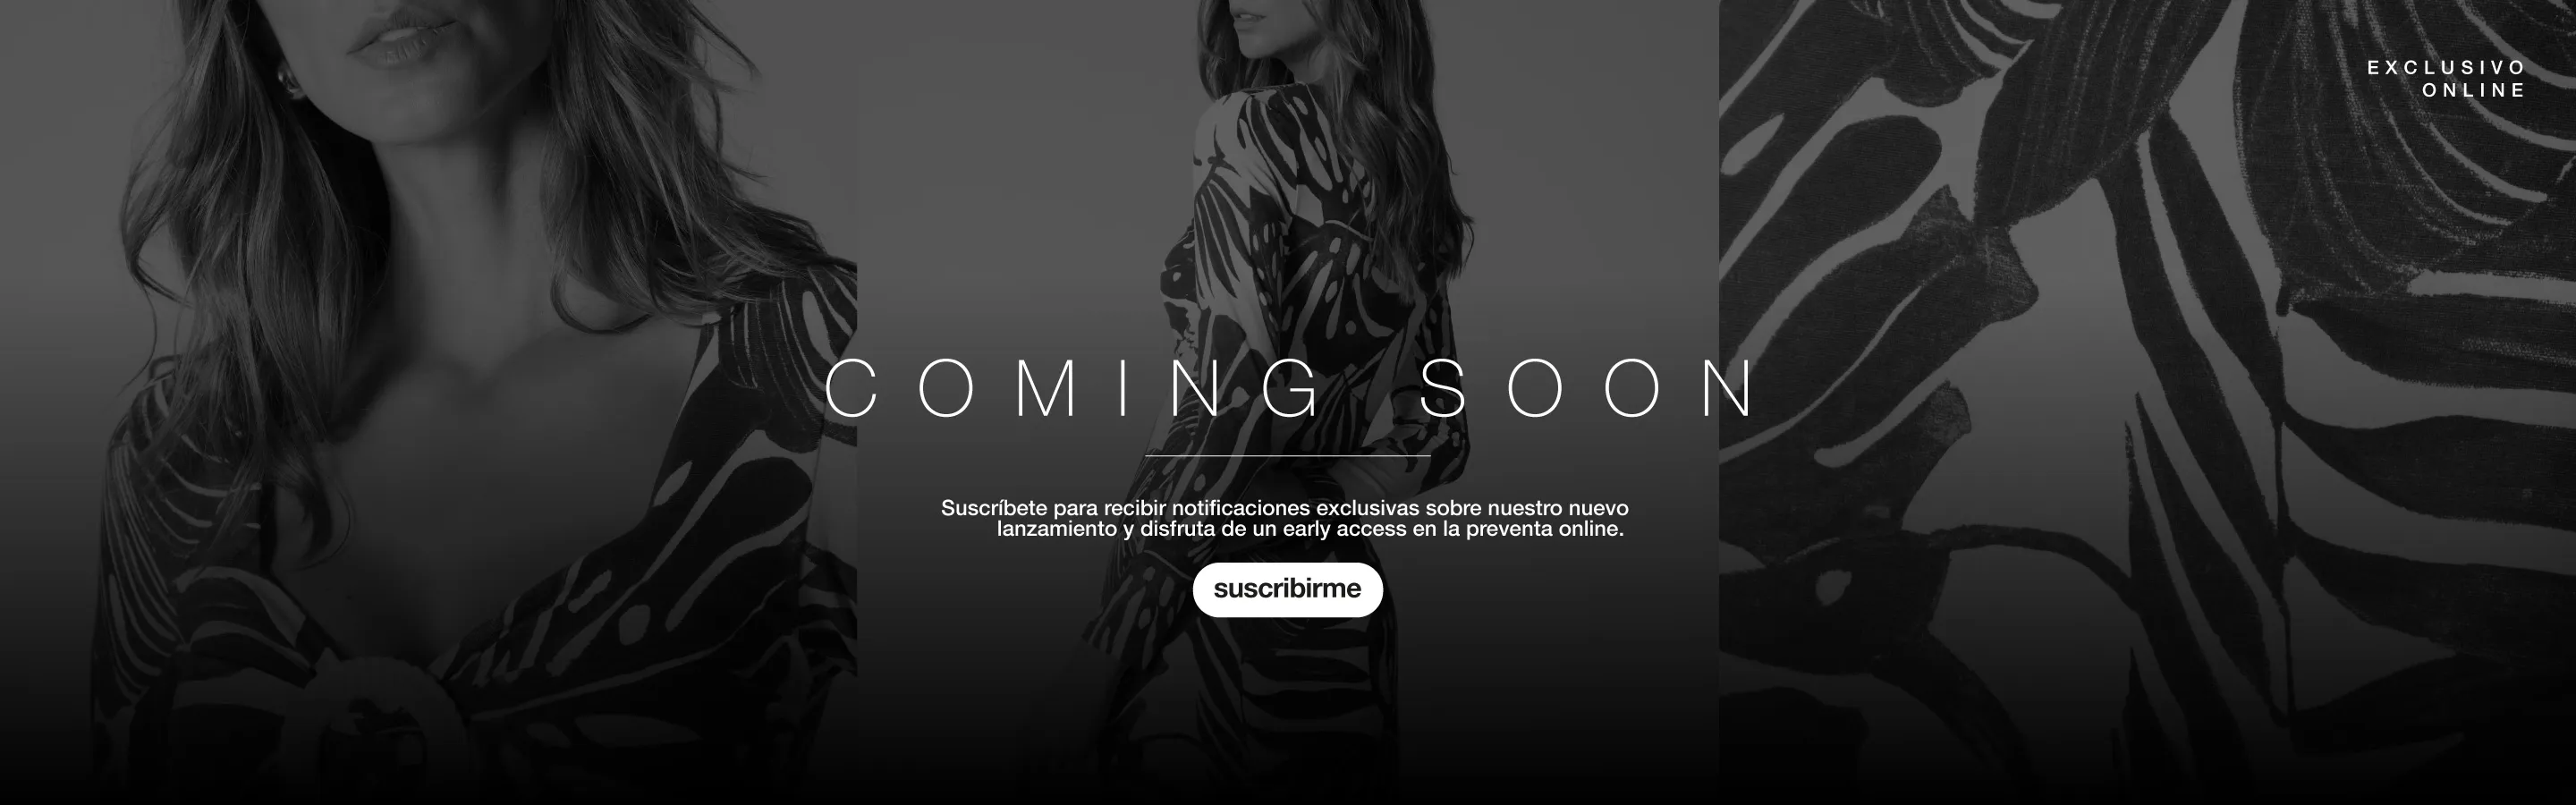 EXCLUSIVO
ONLINE
COMING SOON
Suscríbete para recibir notificaciones exclusivas sobre nuestro nuevo
lanzamiento y disfruta de un early access en la preventa online.
suscribirme